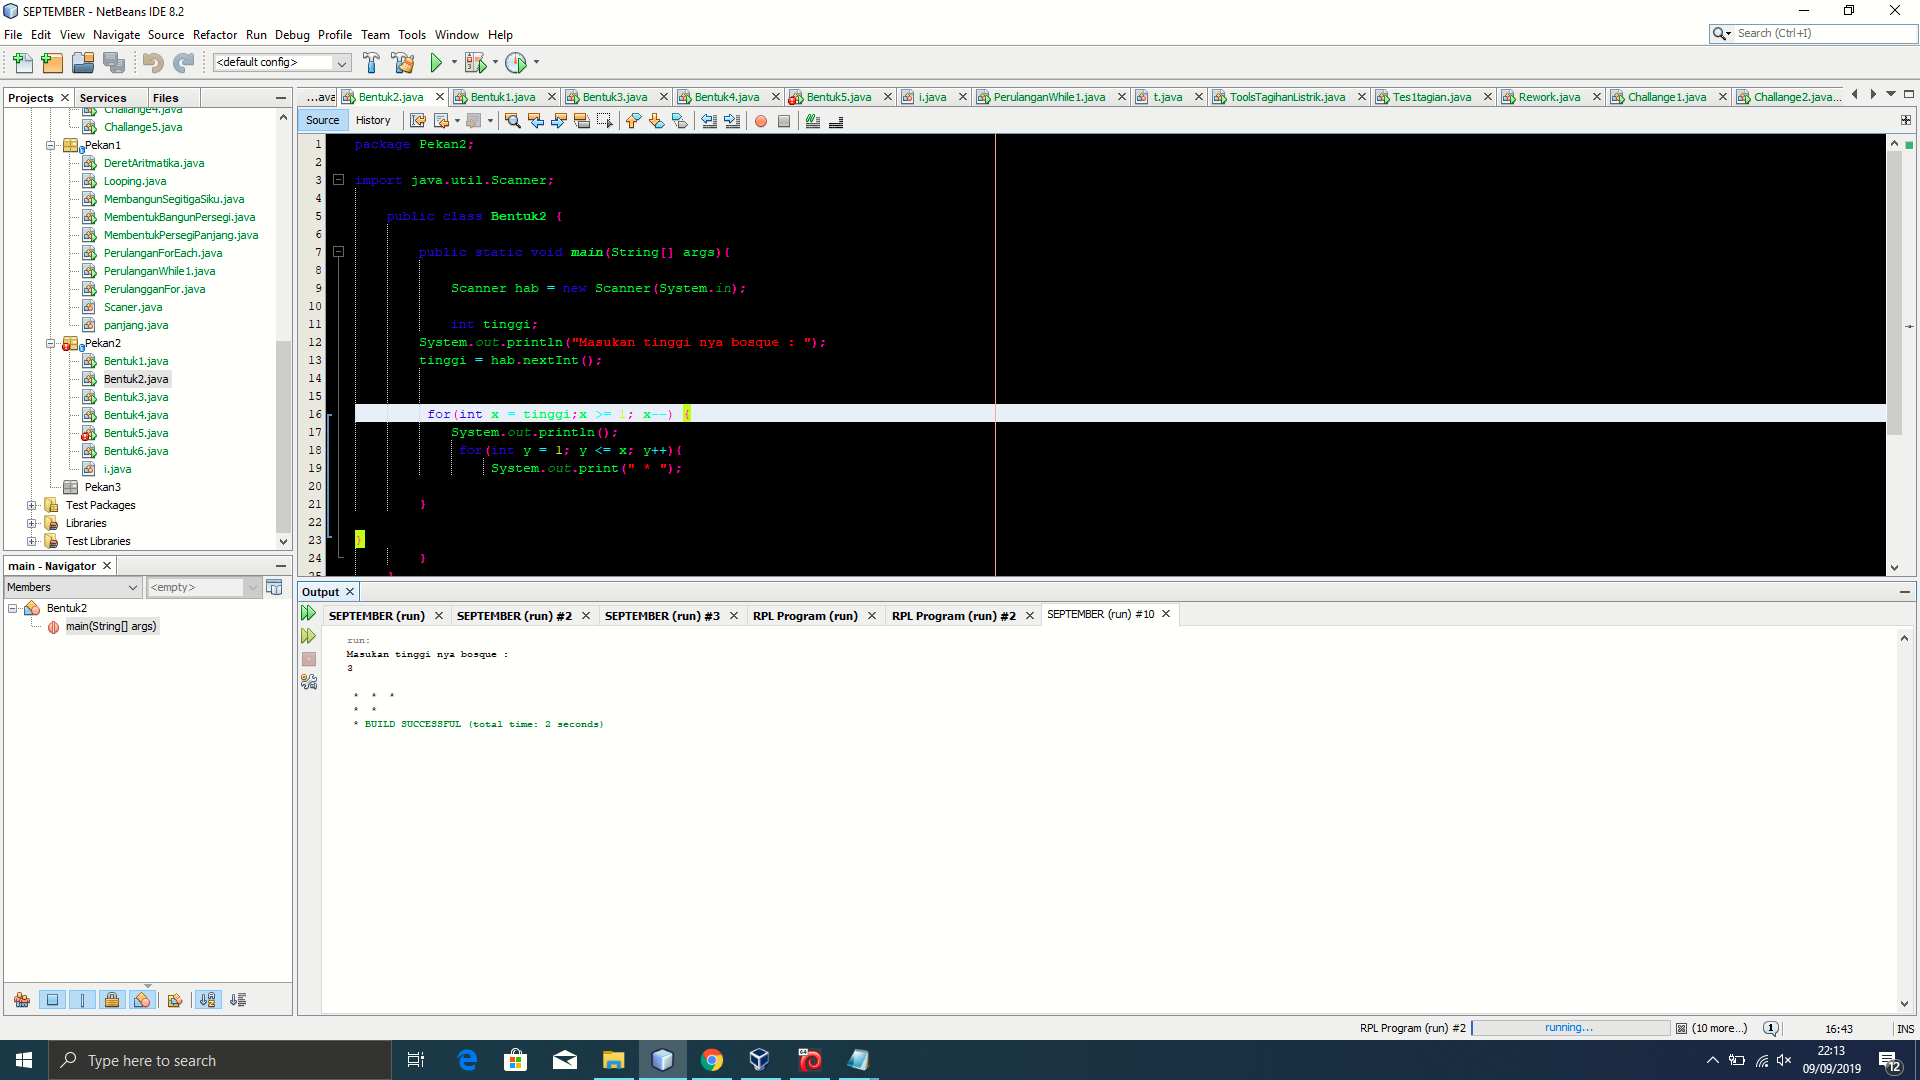 SEPTEMBER - NetBeans IDE 8.2
File Edit View Navigate Source Refactor Run Debug Profile Team Tools Window Help
Search (Ctrl+I)
<default config>
Projects Services Files
Challange4.java
Challange5.java
Pekan1
DeretAritmatika.java
Looping.java
MembangunSegitigaSiku.java
MembentukBangunPersegi.java
MembentukPersegiPanjang.java
PerulanganForEach.java
PerulanganWhile1.java
PerulangganFor.java
Scaner.java
panjang.java
Pekan2
Bentuk1.java
Bentuk2.java
Bentuk3.java
Bentuk4.java
Bentuk5.java
Bentuk6.java
i.java
Pekan3
Test Packages
Libraries
Test Libraries
main - Navigator
Members <empty>
Bentuk2
main(String[] args)
...ava Bentuk2.java Bentuk1.java Bentuk3.java Bentuk4.java Bentuk5.java i.java PerulanganWhile1.java t.java ToolsTagihanListrik.java Tes1tagian.java Rework.java Challange1.java Challange2.java...
Source History
1 package Pekan2;
2
3 import java.util.Scanner;
4
5 public class Bentuk2 {
6
7 public static void main(String[] args){
8
9 Scanner hab = new Scanner(System.in);
10
11 int tinggi;
12 System.out.println("Masukan tinggi nya bosque : ");
13 tinggi = hab.nextInt();
14
15
16 for(int x = tinggi;x >= 1; x--) {
17 System.out.println();
18 for(int y = 1; y <= x; y++){
19 System.out.print(" * ");
20
21 }
22
23 }
24 }
25 }
Output
SEPTEMBER (run) SEPTEMBER (run) #2 SEPTEMBER (run) #3 RPL Program (run) RPL Program (run) #2 SEPTEMBER (run) #10
run:
Masukan tinggi nya bosque :
3
* * *
* *
* BUILD SUCCESSFUL (total time: 2 seconds)
RPL Program (run) #2 running... (10 more...) 1 16:43 INS
Type here to search
64
22:13
09/09/2019
12